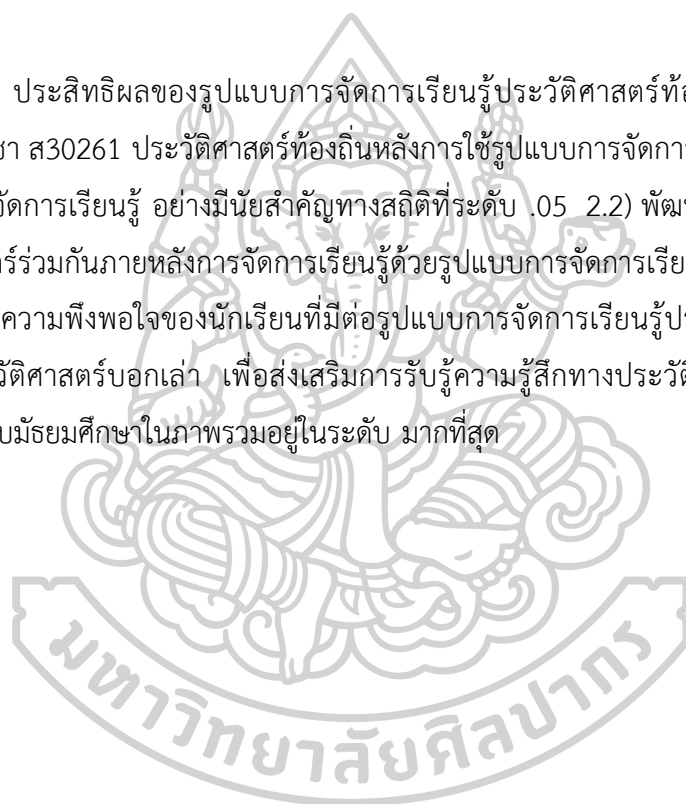 ประสิทธิผลของรูปแบบการจัดการเรียนรู้ประวัติศาสตร์ท้
ส30261 ประวัติศาสตร์ท้องถิ่นหลังการใช้รูปแบบการจัดกา
จัดการเรียนรู้ อย่างมีนัยสำคัญทางสถิติที่ระดับ .05 2.2) พัฒ
ร์ร่วมกันภายหลังการจัดการเรียนรู้ด้วยรูปแบบการจัดการเรีย
ความพึงพอใจของนักเรียนที่มีต่อรูปแบบการจัดการเรียนรู้ปร
วัติศาสตร์บอกเล่า เพื่อส่งเสริมการรับรู้ความรู้สึกทางประวัติ
บมัธยมศึกษาในภาพรวมอยู่ในระดับ มากที่สุด
มหาวิทยาลัยศิลปากร